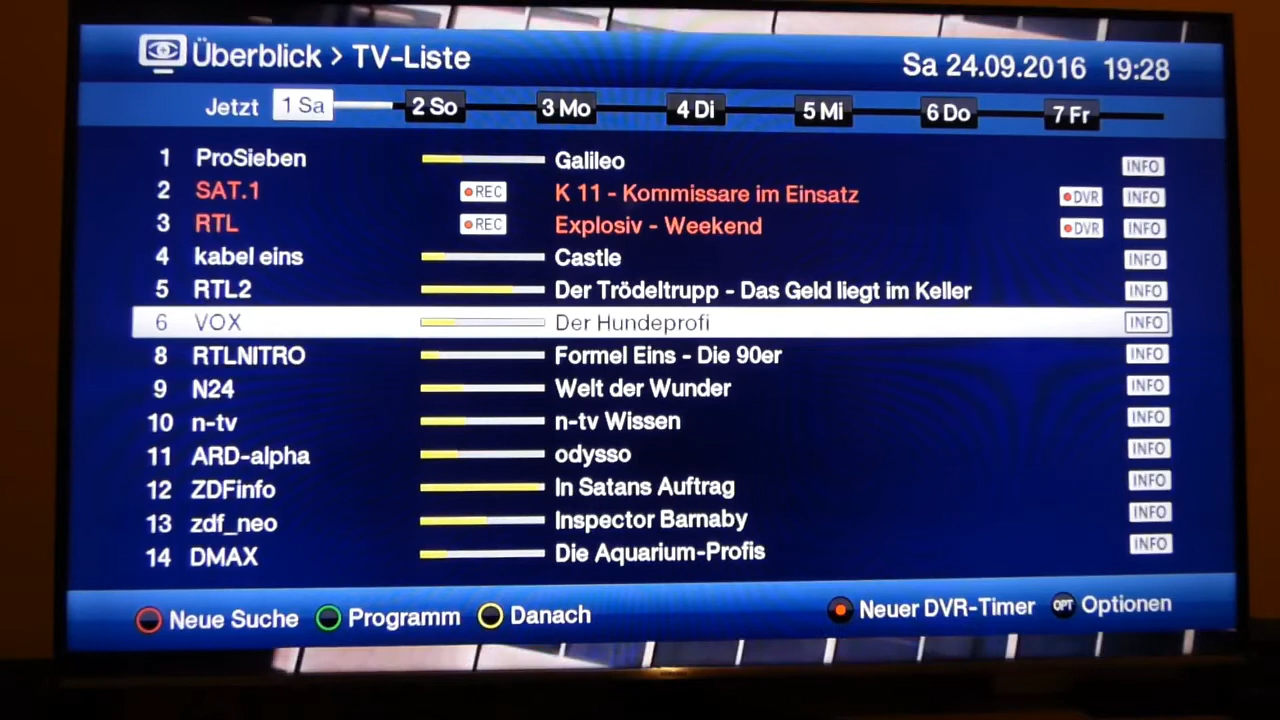 Überblick > TV-Liste Sa 24.09.2016 19:28
Jetzt 1 Sa 2 So 3 Mo 4 Di 5 Mi 6 Do 7 Fr
1 ProSieben Galileo INFO
2 SAT.1 REC K 11 - Kommissare im Einsatz DVR INFO
3 RTL REC Explosiv - Weekend DVR INFO
4 kabel eins Castle INFO
5 RTL2 Der Trödeltrupp - Das Geld liegt im Keller INFO
6 VOX Der Hundeprofi INFO
8 RTLNITRO Formel Eins - Die 90er INFO
9 N24 Welt der Wunder INFO
10 n-tv n-tv Wissen INFO
11 ARD-alpha odysso INFO
12 ZDFinfo In Satans Auftrag INFO
13 zdf_neo Inspector Barnaby INFO
14 DMAX Die Aquarium-Profis INFO
Neue Suche Programm Danach Neuer DVR-Timer OPT Optionen
SAMSUNG